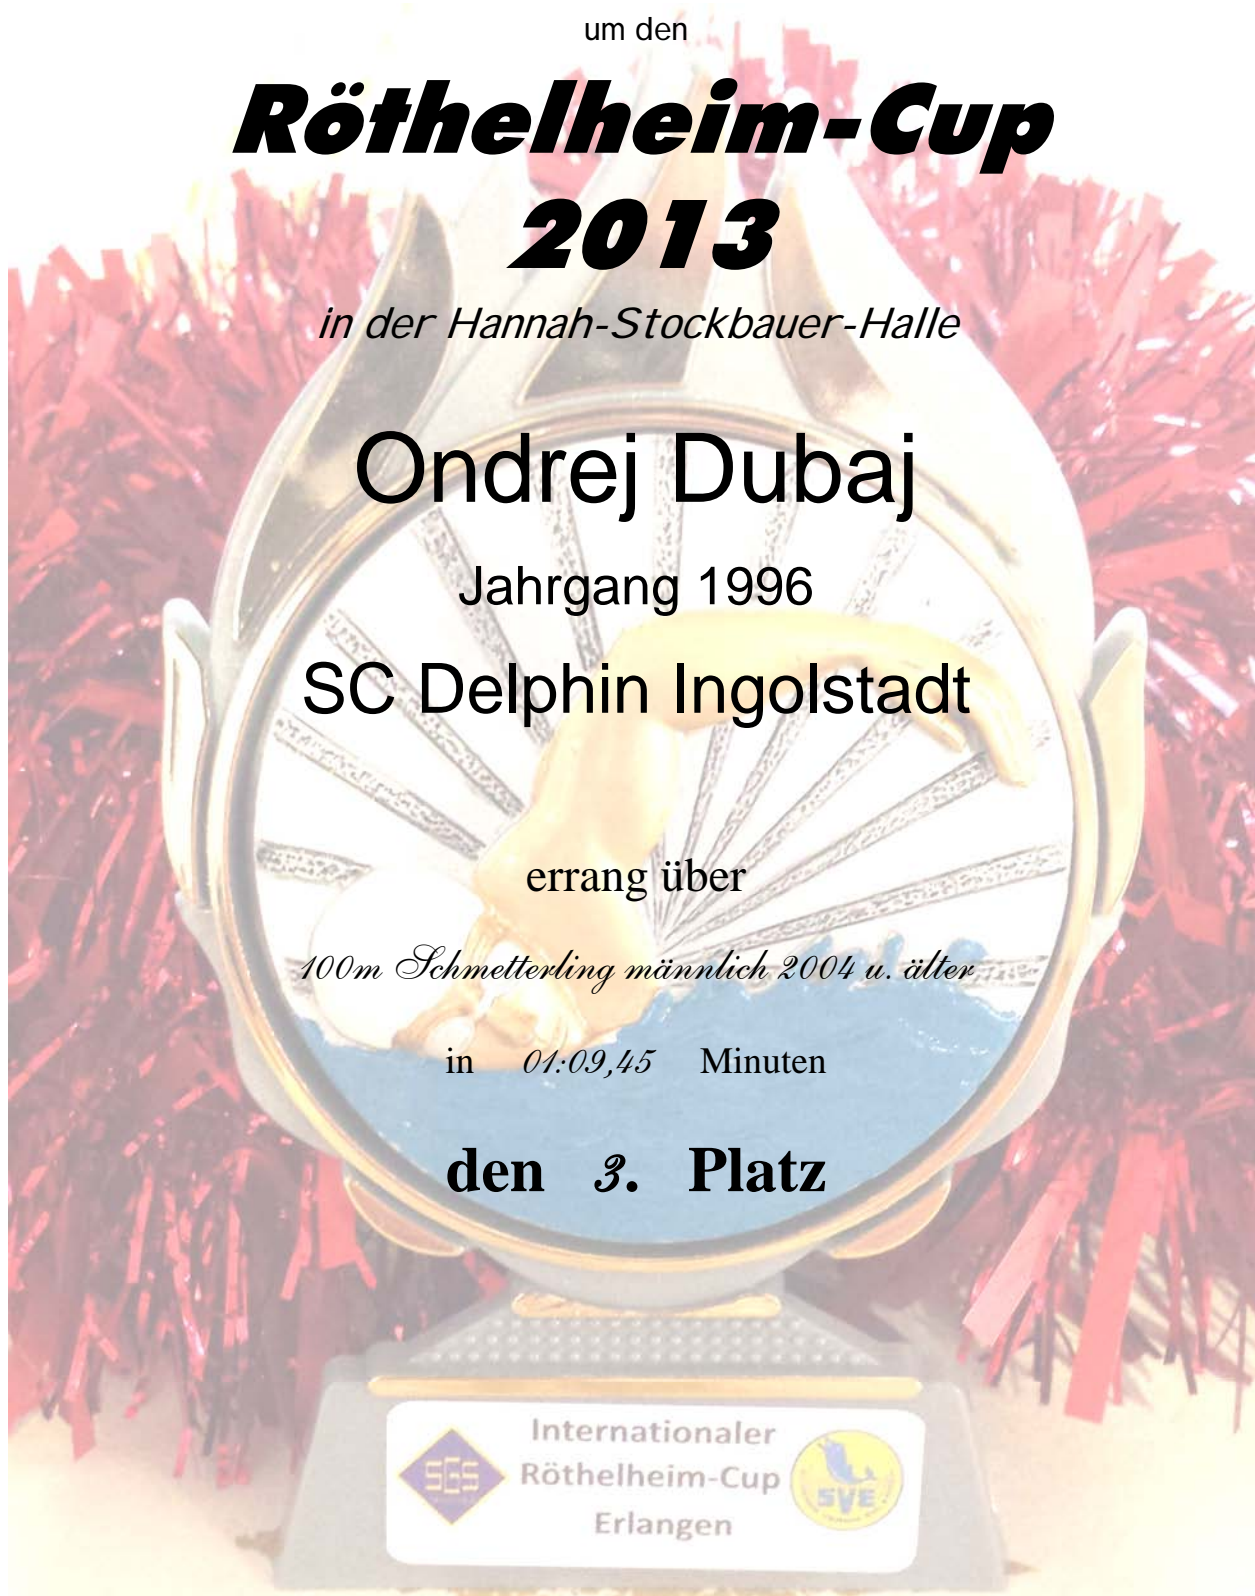 um den
Röthelheim-Cup
2013
in der Hannah-Stockbauer-Halle
Ondrej Dubaj
Jahrgang 1996
SC Delphin Ingolstadt
errang über
100m Schmetterling männlich 2004 u. älter
in 01:09,45 Minuten
den 3. Platz
Internationaler
Röthelheim-Cup
Erlangen
SGS
SVE